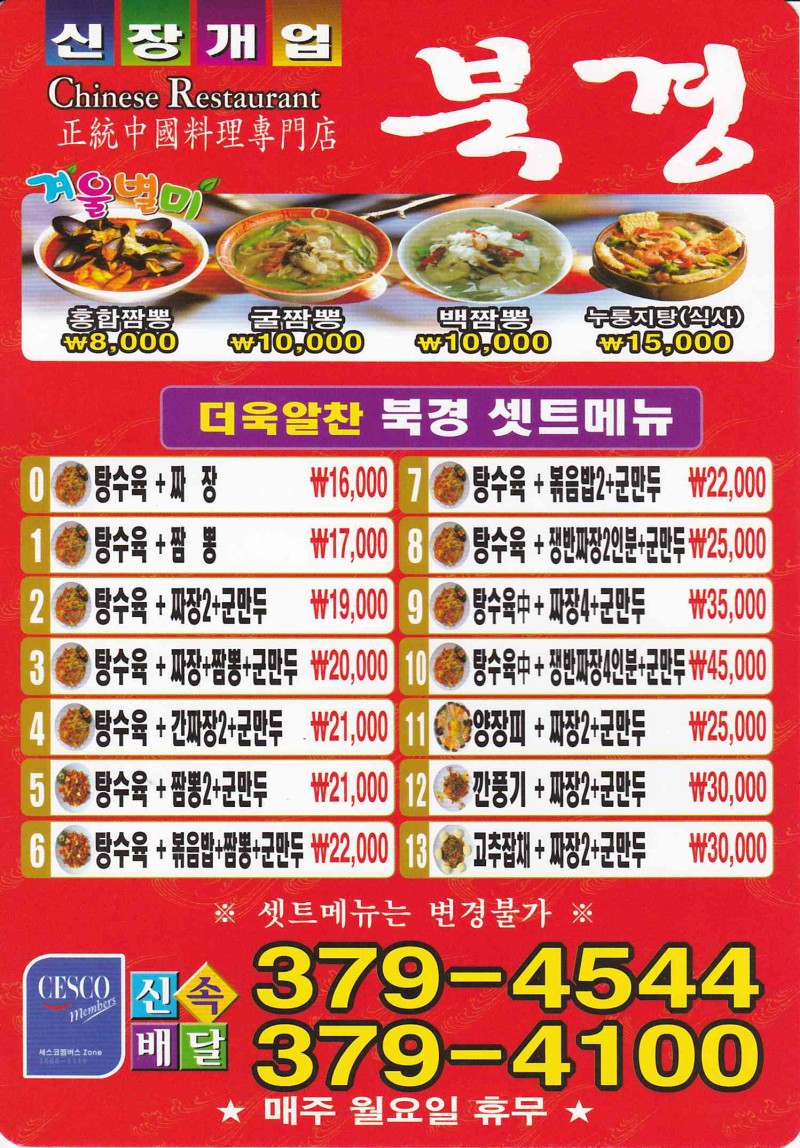 신장개업
Chinese Restaurant
正統中國料理專門店
북경
겨울별미
홍합짬뽕
₩8,000
굴짬뽕
₩10,000
백짬뽕
₩10,000
누룽지탕(식사)
₩15,000
더욱알찬 북경 셋트메뉴
0 탕수육 + 짜 장 ₩16,000
1 탕수육 + 짬 뽕 ₩17,000
2 탕수육 + 짜장2+군만두 ₩19,000
3 탕수육 + 짜장+짬뽕+군만두 ₩20,000
4 탕수육 + 간짜장2+군만두 ₩21,000
5 탕수육 + 짬뽕2+군만두 ₩21,000
6 탕수육 + 볶음밥+짬뽕+군만두 ₩22,000
7 탕수육 + 볶음밥2+군만두 ₩22,000
8 탕수육 + 쟁반짜장2인분+군만두 ₩25,000
9 탕수육中 + 짜장4+군만두 ₩35,000
10 탕수육中 + 쟁반짜장4인분+군만두 ₩45,000
11 양장피 + 짜장2+군만두 ₩25,000
12 깐풍기 + 짜장2+군만두 ₩30,000
13 고추잡채 + 짜장2+군만두 ₩30,000
※ 셋트메뉴는 변경불가 ※
CESCO
Members
세스코멤버스 Zone
신속
배달
379-4544
379-4100
★ 매주 월요일 휴무 ★